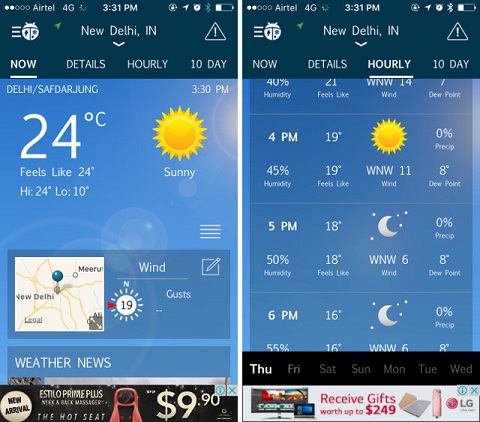 ●●○○○ Airtel 4G 3:31 PM
New Delhi, IN
NOW DETAILS HOURLY 10 DAY
DELHI/SAFDARJUNG 3:30 PM
24°C
Feels Like 24°
Hi: 24° Lo: 10°
Sunny
Meerut
New Delhi
Legal
Wind
19
Gusts
--
WEATHER NEWS
NEW ARRIVAL
ESTILO PRIME PLUS
NECK & BACK MASSAGER
THE HOT SEAT
$9.90
●●○○○ Airtel 4G 3:31 PM
New Delhi, IN
NOW DETAILS HOURLY 10 DAY
40% 21° WNW 14 7°
Humidity Feels Like Wind Dew Point
4 PM 19° 0%
Precip
45% 19° WNW 11 8°
Humidity Feels Like Wind Dew Point
5 PM 18° 0%
Precip
50% 18° WNW 6 8°
Humidity Feels Like Wind Dew Point
6 PM 16° 0%
Precip
55% 16° WNW 6 8°
Thu Fri Sat Sun Mon Tue Wed
Receive Gifts
worth up to $249
LG